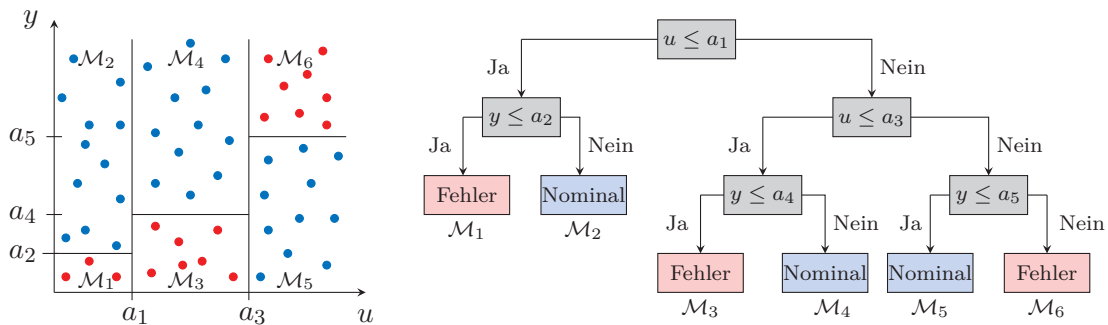 y
M₂ M₄ M₆
a₅
a₄
a₂
M₁ M₃ M₅
a₁ a₃ u
u ≤ a₁
Ja Nein
y ≤ a₂ u ≤ a₃
Ja Nein Ja Nein
Fehler Nominal y ≤ a₄ y ≤ a₅
M₁ M₂
Ja Nein Ja Nein
Fehler Nominal Nominal Fehler
M₃ M₄ M₅ M₆